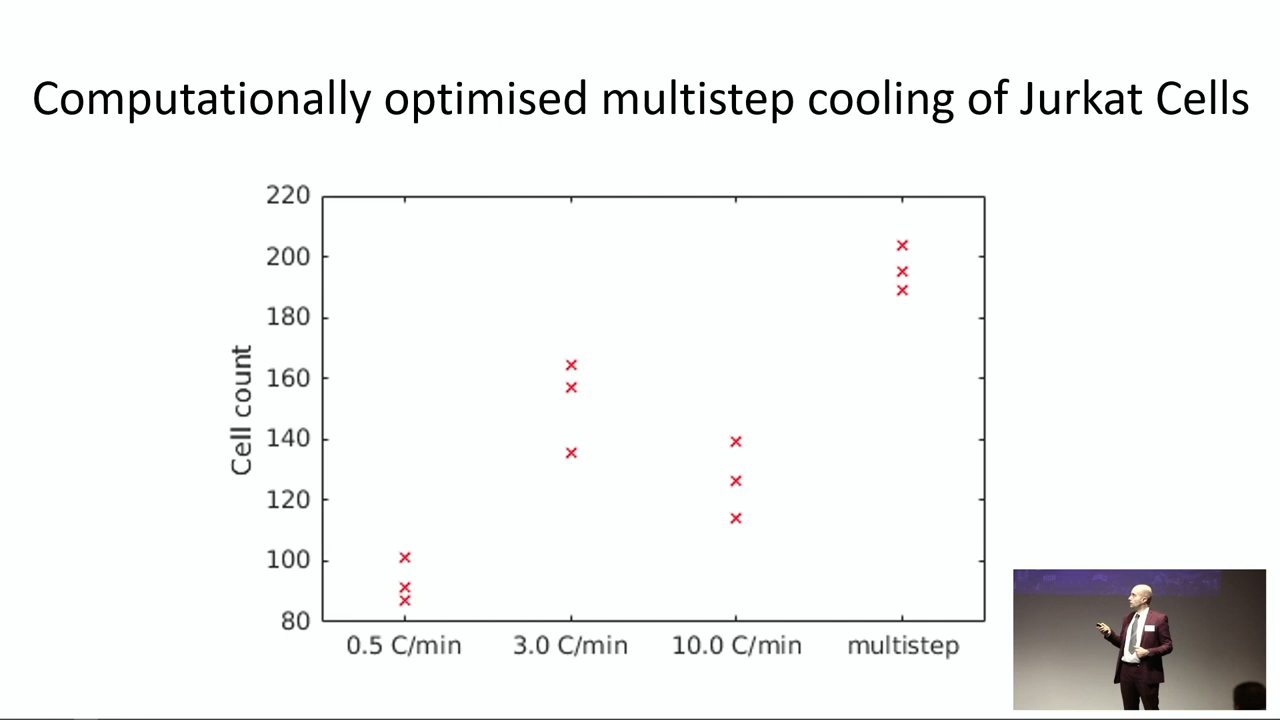 Computationally optimised multistep cooling of Jurkat Cells
220
200
180
160
140
120
100
80
Cell count
0.5 C/min 3.0 C/min 10.0 C/min multistep